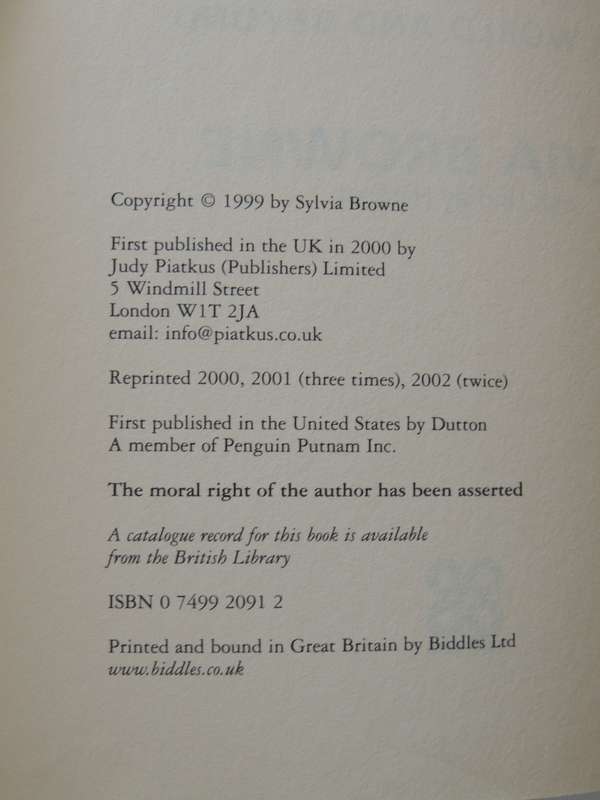 Copyright © 1999 by Sylvia Browne
First published in the UK in 2000 by
Judy Piatkus (Publishers) Limited
5 Windmill Street
London W1T 2JA
email: info@piatkus.co.uk
Reprinted 2000, 2001 (three times), 2002 (twice)
First published in the United States by Dutton
A member of Penguin Putnam Inc.
The moral right of the author has been asserted
A catalogue record for this book is available
from the British Library
ISBN 0 7499 2091 2
Printed and bound in Great Britain by Biddles Ltd
www.biddles.co.uk